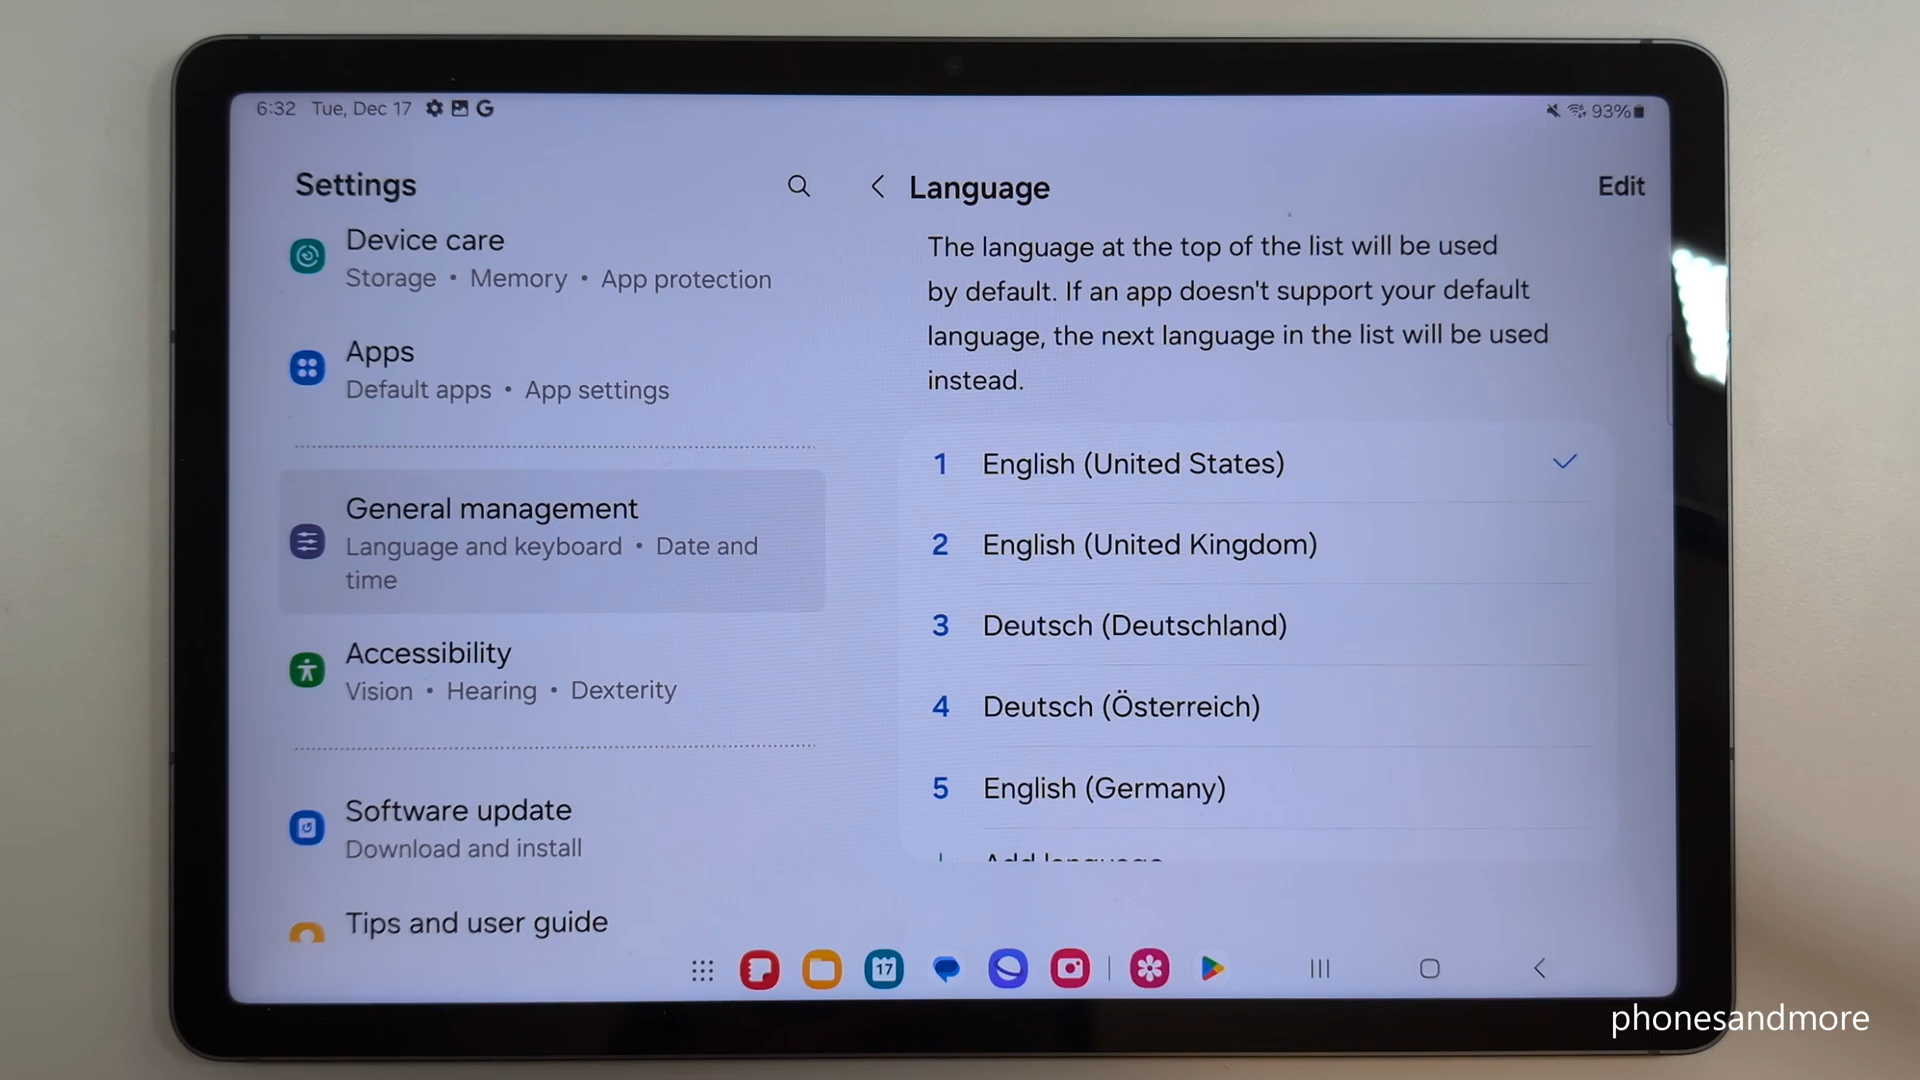 6:32 Tue, Dec 17
93%
Settings
Device care
Storage • Memory • App protection
Apps
Default apps • App settings
General management
Language and keyboard • Date and
time
Accessibility
Vision • Hearing • Dexterity
Software update
Download and install
Tips and user guide
Language
Edit
The language at the top of the list will be used
by default. If an app doesn't support your default
language, the next language in the list will be used
instead.
1 English (United States)
2 English (United Kingdom)
3 Deutsch (Deutschland)
4 Deutsch (Österreich)
5 English (Germany)
Add language
17
phonesandmore